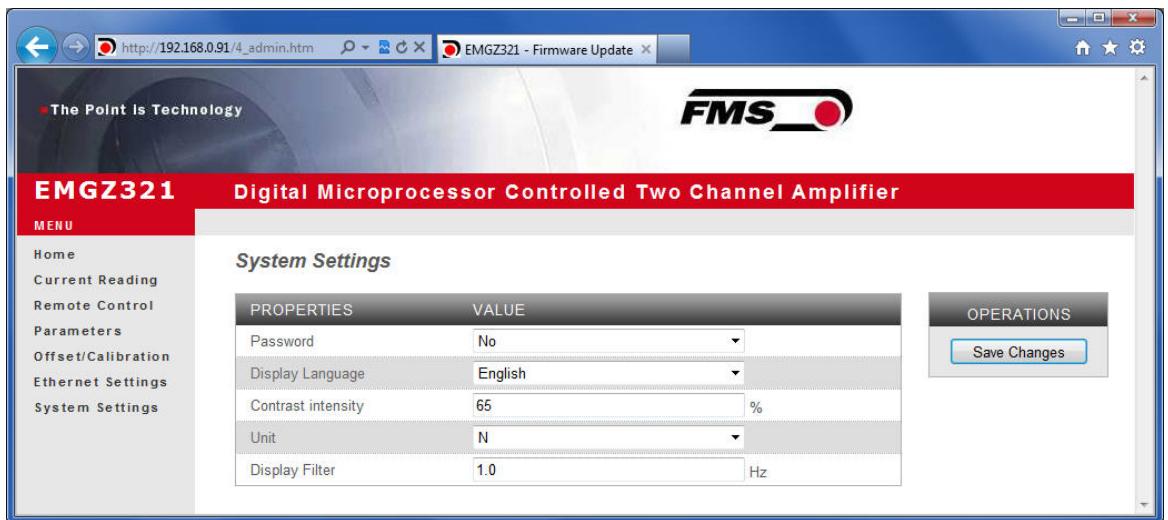 http://192.168.0.91/4_admin.htm
EMGZ321 - Firmware Update
The Point is Technology
FMS
EMGZ321 Digital Microprocessor Controlled Two Channel Amplifier
MENU
Home
Current Reading
Remote Control
Parameters
Offset/Calibration
Ethernet Settings
System Settings
System Settings
PROPERTIES VALUE
Password No
Display Language English
Contrast intensity 65 %
Unit N
Display Filter 1.0 Hz
OPERATIONS
Save Changes